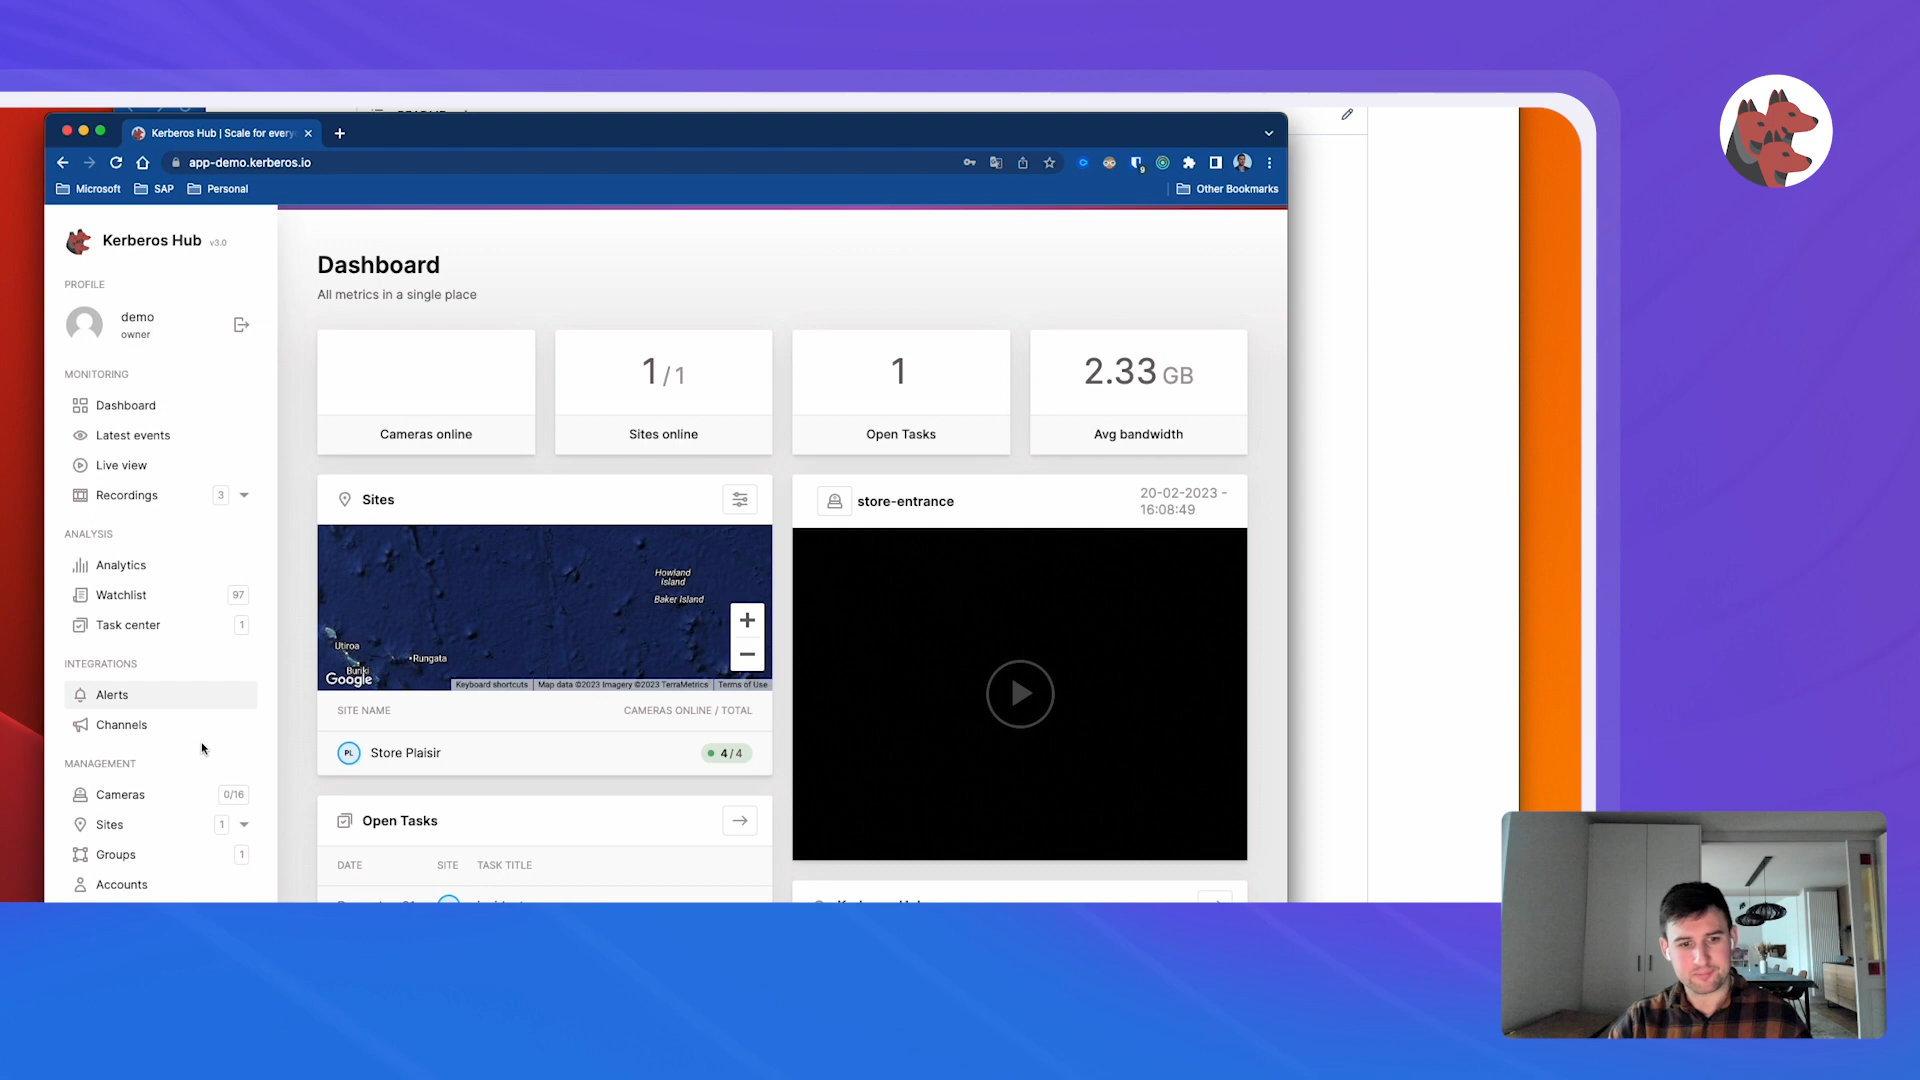 Kerberos Hub | Scale for every
app-demo.kerberos.io
9
Microsoft
SAP
Personal
Other Bookmarks
Kerberos Hub v3.0
PROFILE
demo
owner
MONITORING
Dashboard
Latest events
Live view
Recordings 3
ANALYSIS
Analytics
Watchlist 97
Task center 1
INTEGRATIONS
Alerts
Channels
MANAGEMENT
Cameras 0/16
Sites 1
Groups 1
Accounts
Dashboard
All metrics in a single place
Cameras online
1 / 1
Sites online
1
Open Tasks
2.33 GB
Avg bandwidth
Sites
Howland
Island
Baker Island
Utiroa
Buriki
Rungata
Google
Keyboard shortcuts
Map data ©2023 Imagery ©2023 TerraMetrics
Terms of Use
SITE NAME
CAMERAS ONLINE / TOTAL
PL
Store Plaisir
4 / 4
Open Tasks
DATE
SITE
TASK TITLE
store-entrance
20-02-2023 -
16:08:49